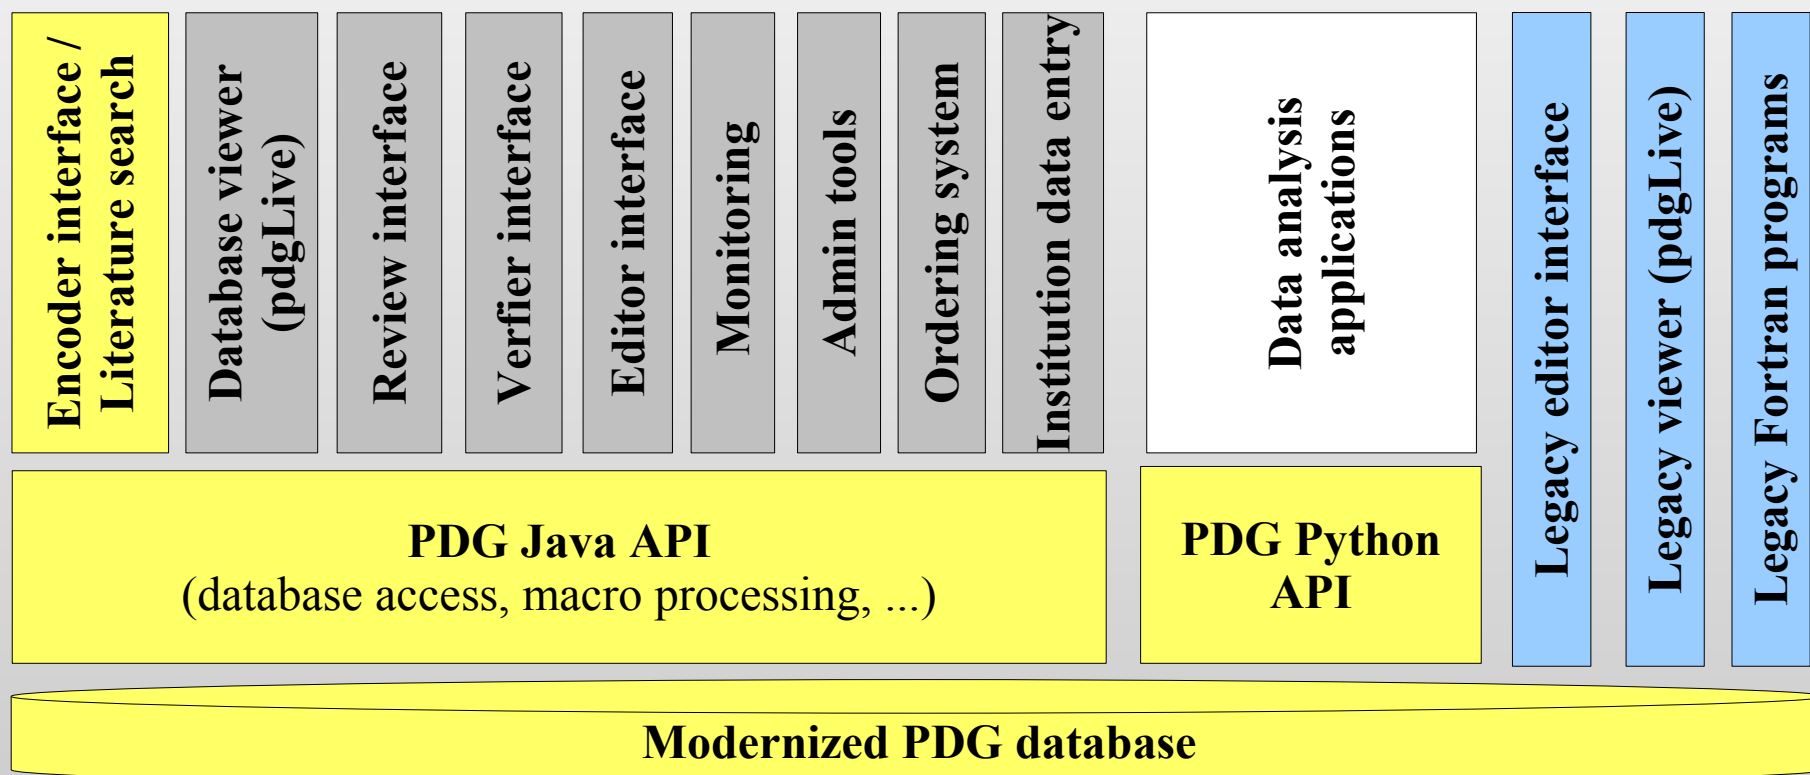 Encoder interface /
Literature search
Database viewer
(pdgLive)
Review interface
Verfier interface
Editor interface
Monitoring
Admin tools
Ordering system
Institution data entry
Data analysis
applications
Legacy editor interface
Legacy viewer (pdgLive)
Legacy Fortran programs
PDG Java API
(database access, macro processing, ...)
PDG Python
API
Modernized PDG database